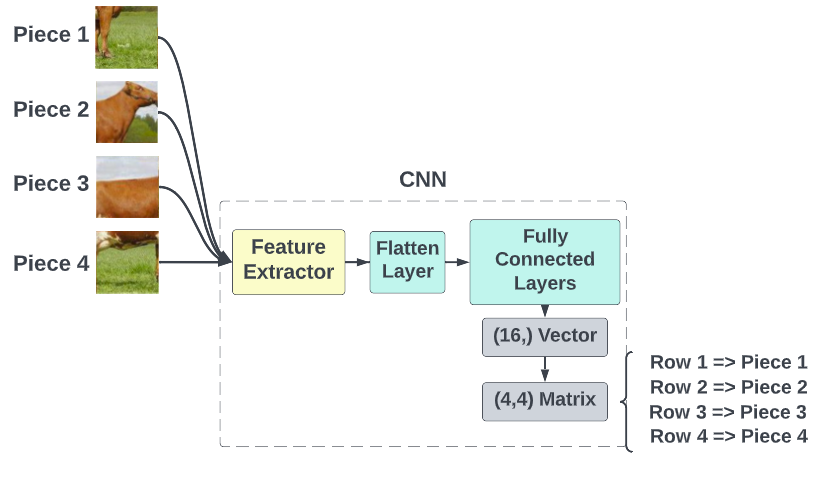 Piece 1
Piece 2
Piece 3
Piece 4
CNN
Feature
Extractor
Flatten
Layer
Fully
Connected
Layers
(16,) Vector
(4,4) Matrix
Row 1 => Piece 1
Row 2 => Piece 2
Row 3 => Piece 3
Row 4 => Piece 4